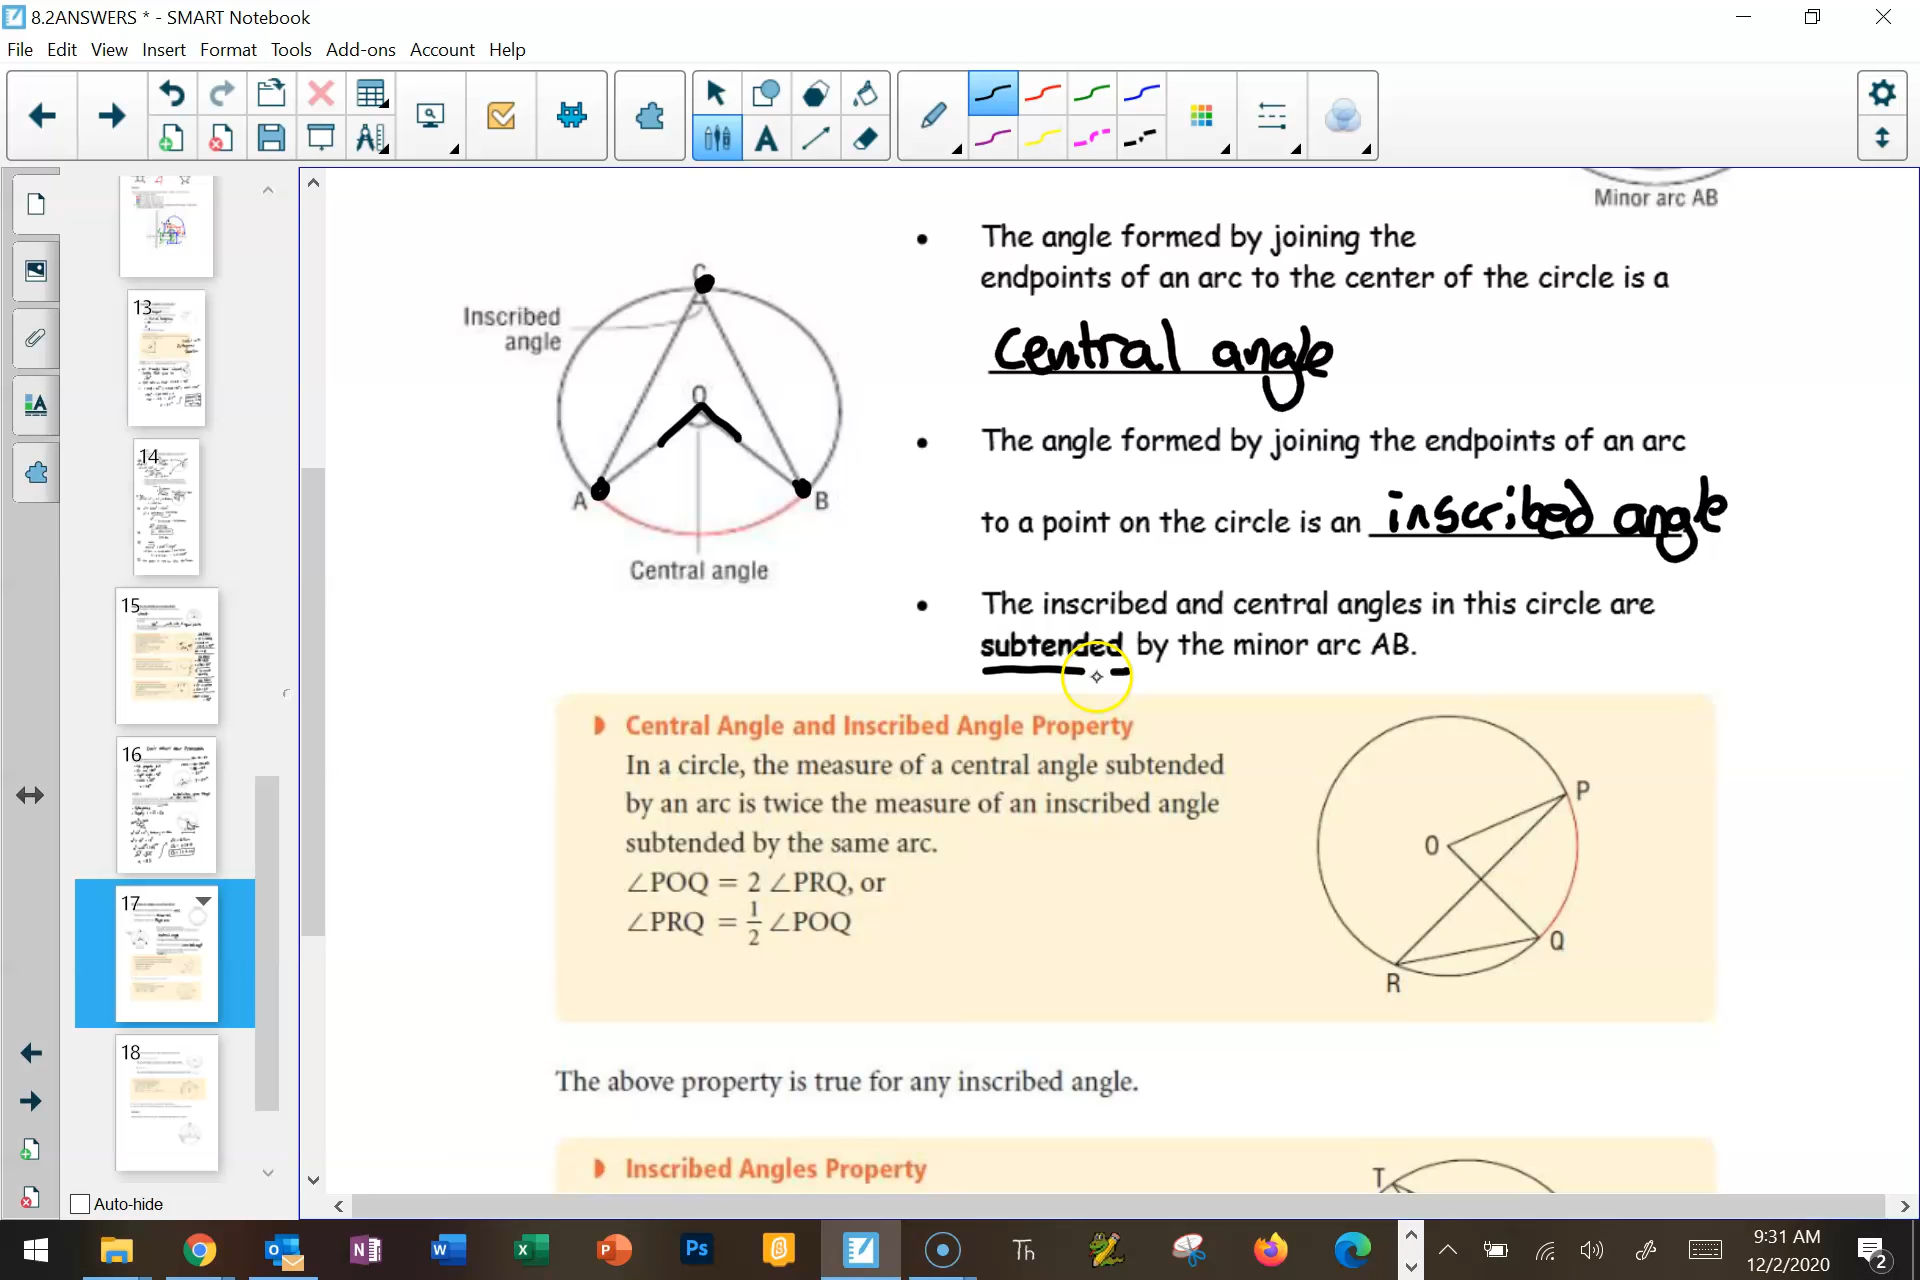 8.2ANSWERS * - SMART Notebook
File Edit View Insert Format Tools Add-ons Account Help
Minor arc AB
The angle formed by joining the
endpoints of an arc to the center of the circle is a
central angle
C
Inscribed
angle
O
A
B
Central angle
The angle formed by joining the endpoints of an arc
to a point on the circle is an inscribed angle
The inscribed and central angles in this circle are
subtended by the minor arc AB.
Central Angle and Inscribed Angle Property
In a circle, the measure of a central angle subtended
by an arc is twice the measure of an inscribed angle
subtended by the same arc.
∠POQ = 2 ∠PRQ, or
∠PRQ = 1/2 ∠POQ
P
O
Q
R
The above property is true for any inscribed angle.
Inscribed Angles Property
T
13
14
15
16
17
18
Auto-hide
Th
9:31 AM
12/2/2020
2